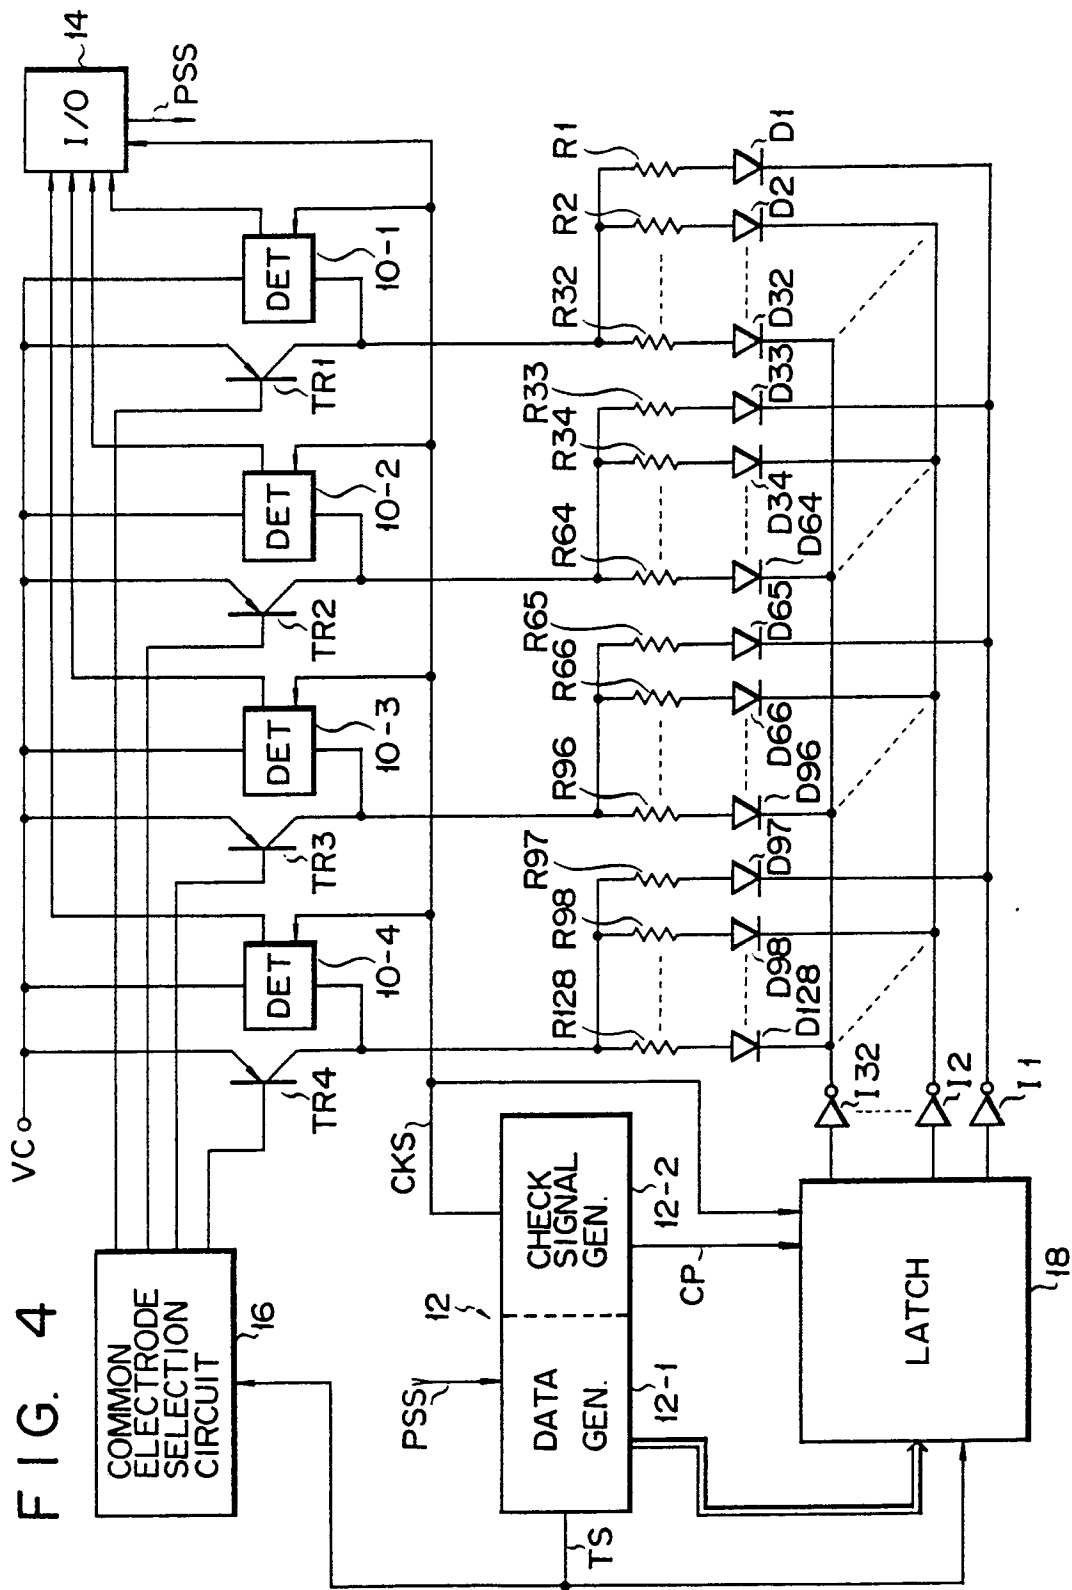 FIG. 4
VC
14
I/O
PSS
COMMON
ELECTRODE
SELECTION
CIRCUIT
16
TR4
DET
10-4
TR3
DET
10-3
TR2
DET
10-2
TR1
DET
10-1
CKS
PSS
12
DATA
GEN.
12-1
CHECK
SIGNAL
GEN.
12-2
TS
CP
R128
R98
R97
R96
R66
R65
R64
R34
R33
R32
R2
R1
D128
D98
D97
D96
D66
D65
D64
D34
D33
D32
D2
D1
I32
I2
I1
LATCH
18